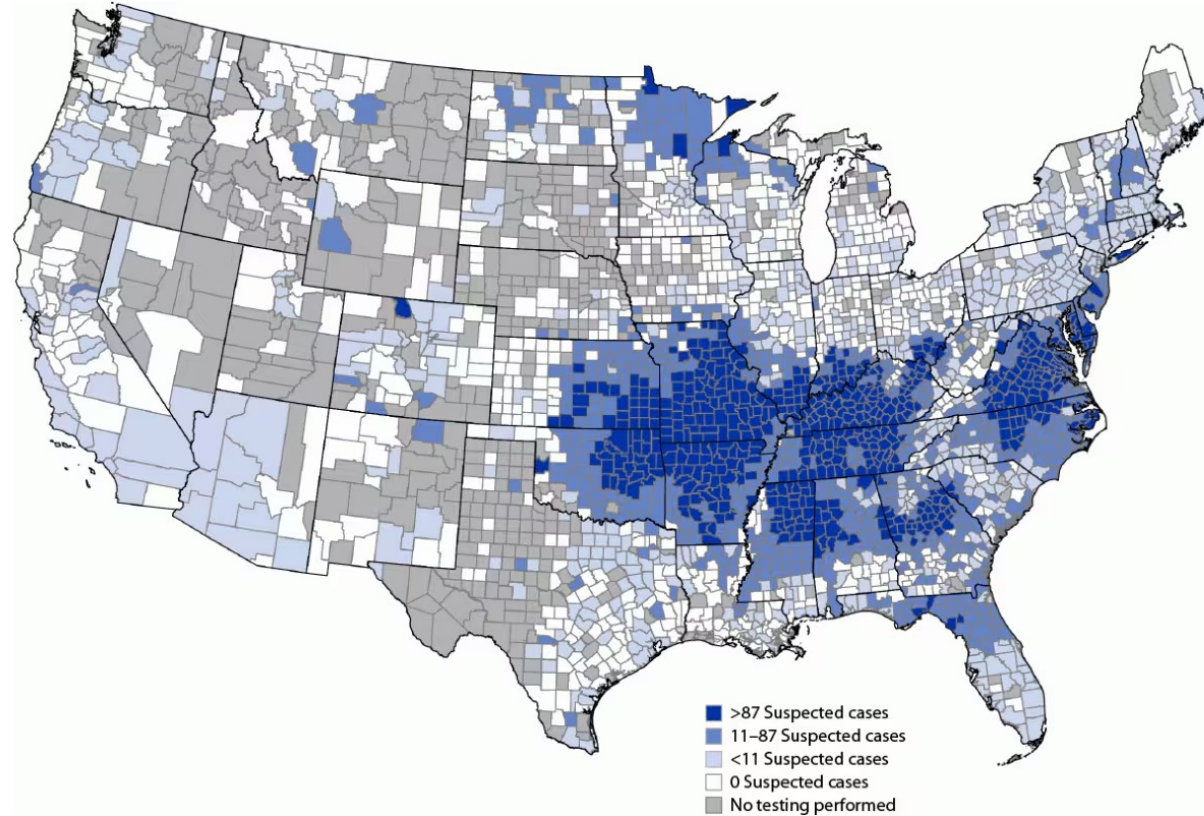 >87 Suspected cases
11–87 Suspected cases
<11 Suspected cases
0 Suspected cases
No testing performed